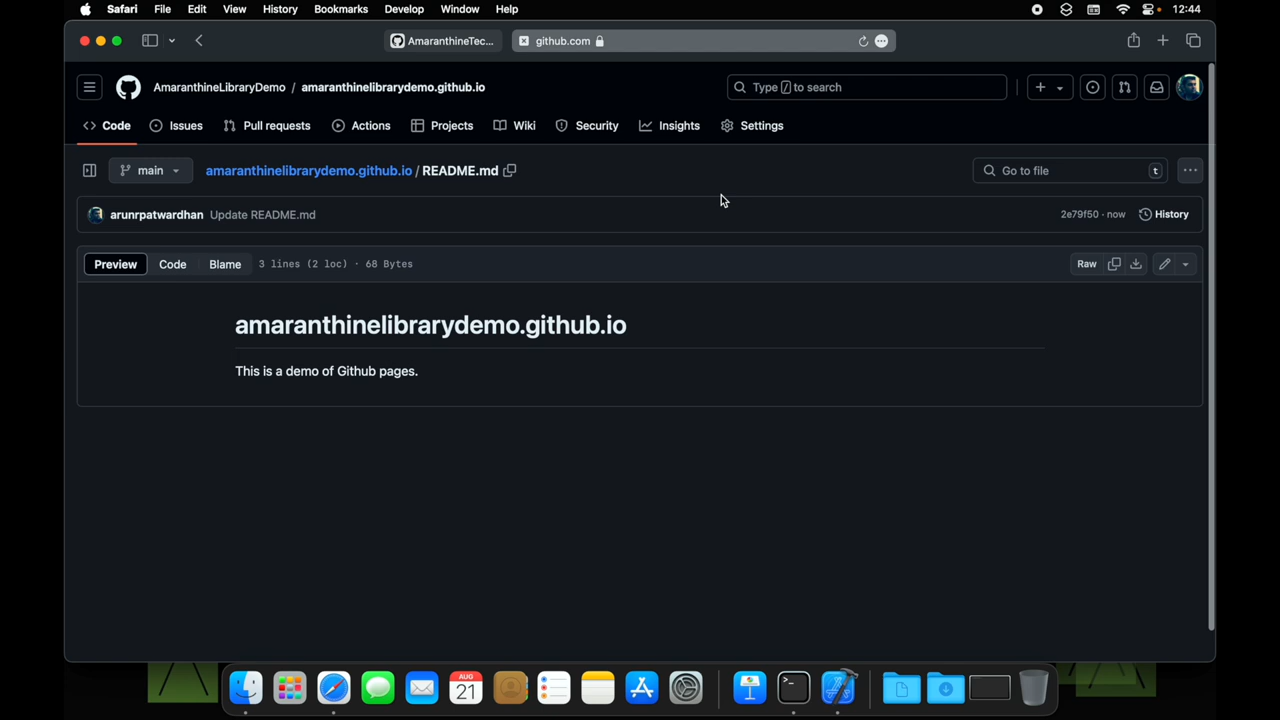 Safari File Edit View History Bookmarks Develop Window Help 12:44
AmaranthineTec... github.com
AmaranthineLibraryDemo / amaranthinelibrarydemo.github.io Type / to search
Code Issues Pull requests Actions Projects Wiki Security Insights Settings
main amaranthinelibrarydemo.github.io / README.md Go to file t
arunrpatwardhan Update README.md 2e79f50 · now History
Preview Code Blame 3 lines (2 loc) · 68 Bytes Raw
amaranthinelibrarydemo.github.io
This is a demo of Github pages.
AUG
21